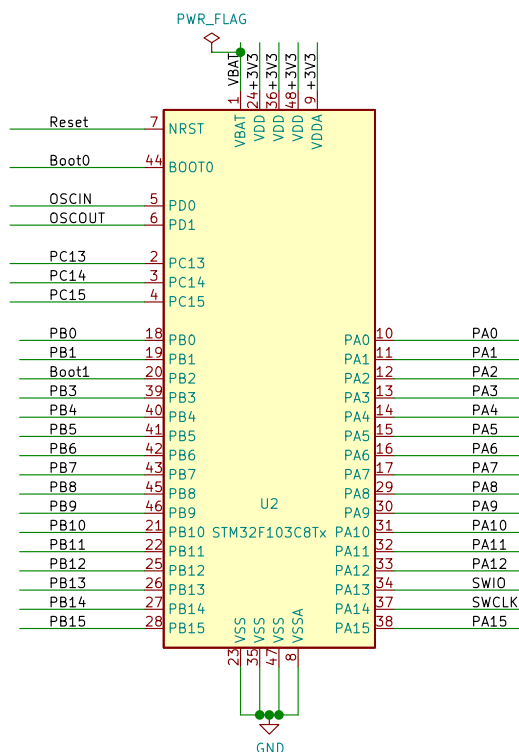 PWR_FLAG
VBAT +3V3 +3V3 +3V3 +3V3
1 24 36 48 9
VBAT VDD VDD VDD VDDA
Reset 7 NRST
Boot0 44 BOOT0
OSCIN 5 PD0
OSCOUT 6 PD1
PC13 2 PC13
PC14 3 PC14
PC15 4 PC15
PB0 18 PB0 PA0 10 PA0
PB1 19 PB1 PA1 11 PA1
Boot1 20 PB2 PA2 12 PA2
PB3 39 PB3 PA3 13 PA3
PB4 40 PB4 PA4 14 PA4
PB5 41 PB5 PA5 15 PA5
PB6 42 PB6 PA6 16 PA6
PB7 43 PB7 PA7 17 PA7
PB8 45 PB8 PA8 29 PA8
U2
PB9 46 PB9 PA9 30 PA9
PB10 21 PB10 STM32F103C8Tx PA10 31 PA10
PB11 22 PB11 PA11 32 PA11
PB12 25 PB12 PA12 33 PA12
PB13 26 PB13 PA13 34 SWIO
PB14 27 PB14 PA14 37 SWCLK
PB15 28 PB15 PA15 38 PA15
VSS VSS VSS VSSA
23 35 47 8
GND